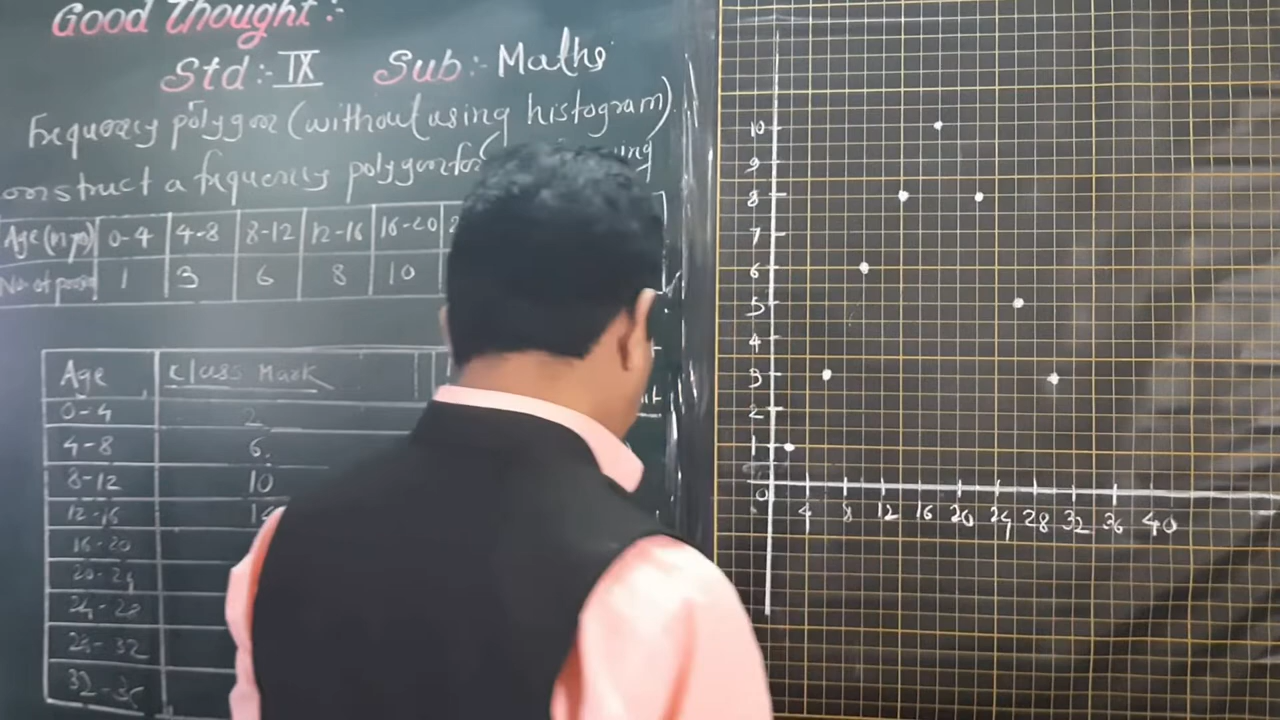 Good Thought:-
Std:- IX Sub:- Maths
Frequency polygon (without using histogram)
onstruct a frequency polygon for
Age (in yrs) 0-4 4-8 8-12 12-16 16-20 2
No. of 1 3 6 8 10
Age Class Mark
0-4 2
4-8 6.
8-12 10
12-16 14
16-20
20-24
24-28
28-32
32-36
10
9
8
7
6
5
4
3
2
1
0
4 8 12 16 20 24 28 32 36 40